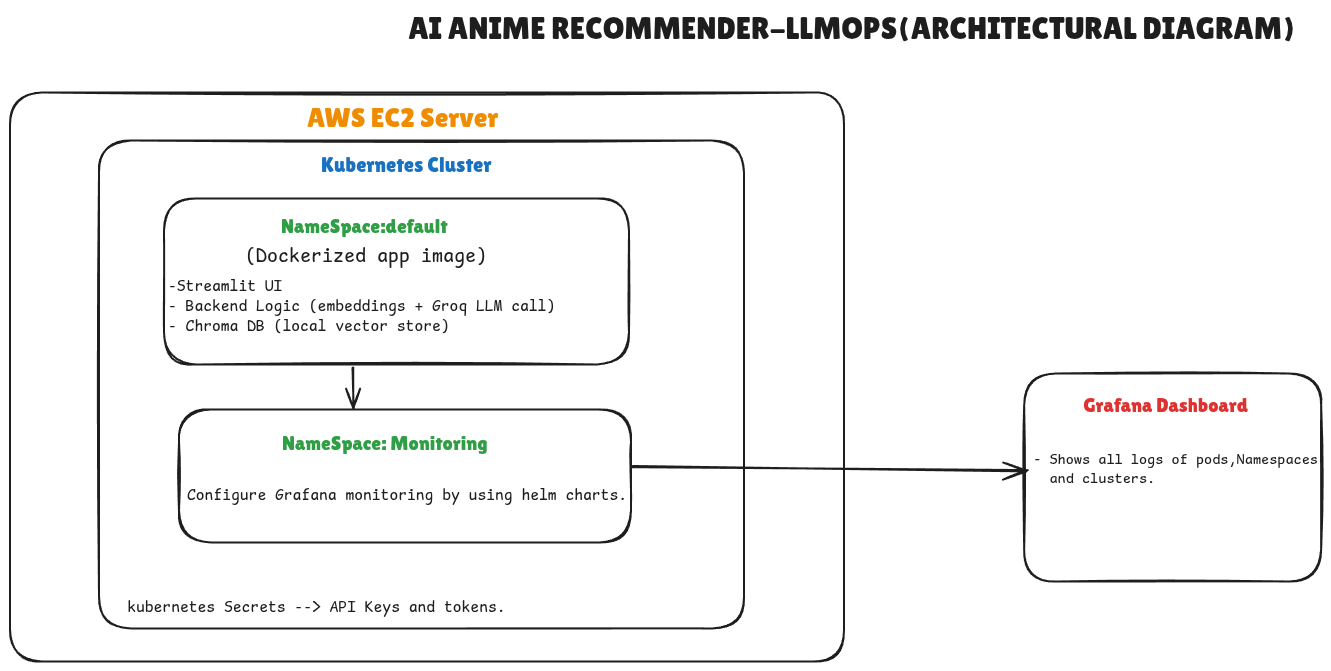 AI ANIME RECOMMENDER-LLMOPS(ARCHITECTURAL DIAGRAM)
AWS EC2 Server
Kubernetes Cluster
NameSpace:default
(Dockerized app image)
-Streamlit UI
- Backend Logic (embeddings + Groq LLM call)
- Chroma DB (local vector store)
NameSpace: Monitoring
Configure Grafana monitoring by using helm charts.
kubernetes Secrets --> API Keys and tokens.
Grafana Dashboard
- Shows all logs of pods,Namespaces
and clusters.